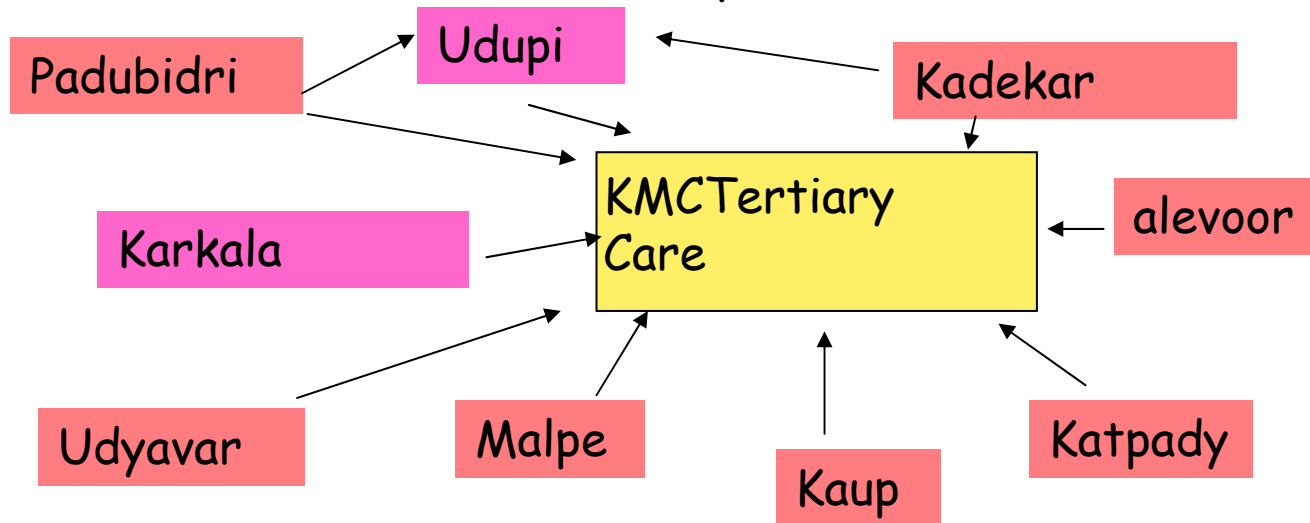 Udupi
Padubidri
Kadekar
KMCTertiary
Care
alevoor
Karkala
Udyavar
Malpe
Katpady
Kaup